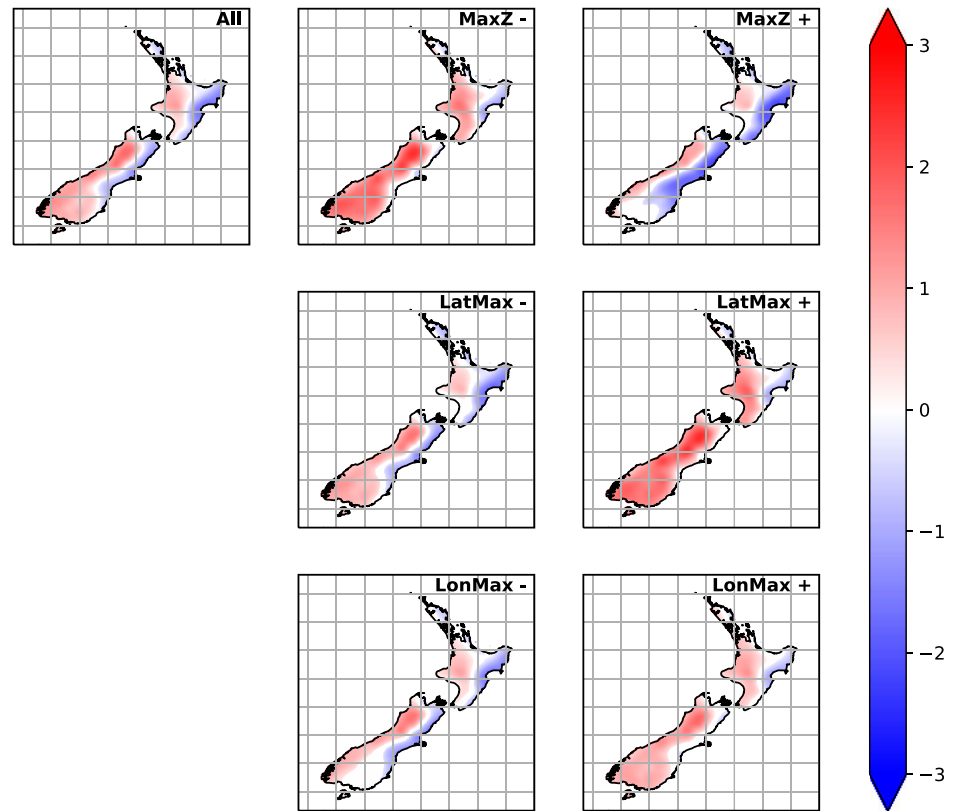 All
MaxZ -
MaxZ +
LatMax -
LatMax +
LonMax -
LonMax +
3
2
1
0
−1
−2
−3